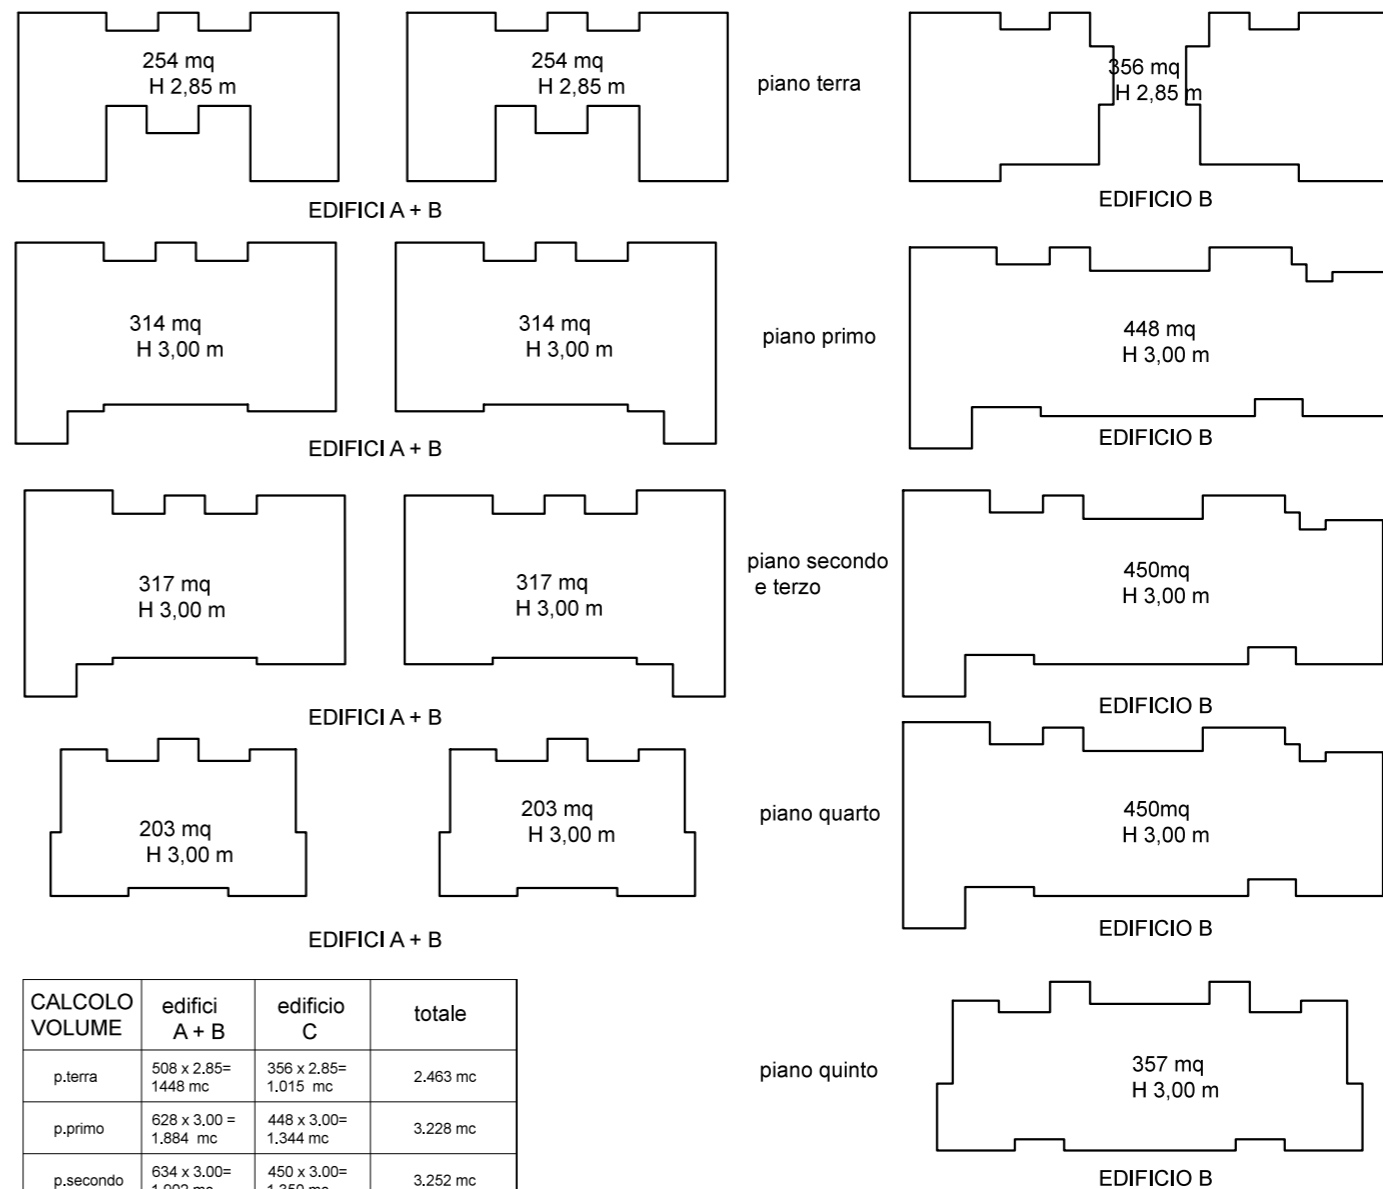 254 mq
H 2,85 m
254 mq
H 2,85 m
piano terra
356 mq
H 2,85 m
EDIFICI A + B
EDIFICIO B
314 mq
H 3,00 m
314 mq
H 3,00 m
piano primo
448 mq
H 3,00 m
EDIFICI A + B
EDIFICIO B
317 mq
H 3,00 m
317 mq
H 3,00 m
piano secondo
e terzo
450mq
H 3,00 m
EDIFICI A + B
EDIFICIO B
203 mq
H 3,00 m
203 mq
H 3,00 m
piano quarto
450mq
H 3,00 m
EDIFICI A + B
EDIFICIO B
CALCOLO
VOLUME
edifici
A + B
edificio
C
totale
p.terra
508 x 2.85=
1448 mc
356 x 2.85=
1.015 mc
2.463 mc
p.primo
628 x 3.00 =
1.884 mc
448 x 3.00=
1.344 mc
3.228 mc
p.secondo
634 x 3.00=
450 x 3.00=
3.252 mc
piano quinto
357 mq
H 3,00 m
EDIFICIO B